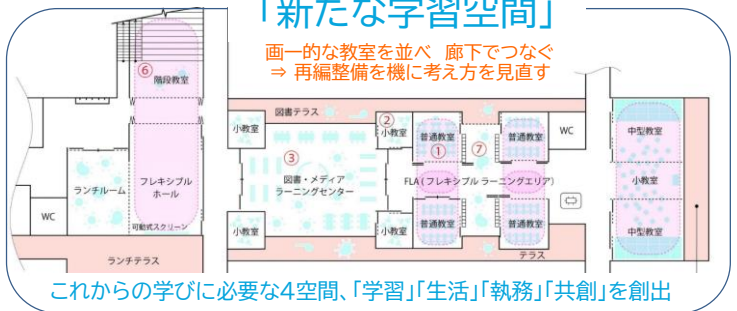 「新たな学習空間」
画一的な教室を並べ 廊下でつなぐ
⇒ 再編整備を機に考え方を見直す
⑥
階段教室
図書テラス
小教室
②
小教室
普通教室
①
⑦
普通教室
WC
中型教室
③
図書・メディア
ラーニングセンター
FLA(フレキシブル ラーニングエリア)
ランチルーム
フレキシブル
ホール
小教室
WC
可動式スクリーン
小教室
小教室
普通教室
普通教室
中型教室
テラス
ランチテラス
これからの学びに必要な4空間、「学習」「生活」「執務」「共創」を創出